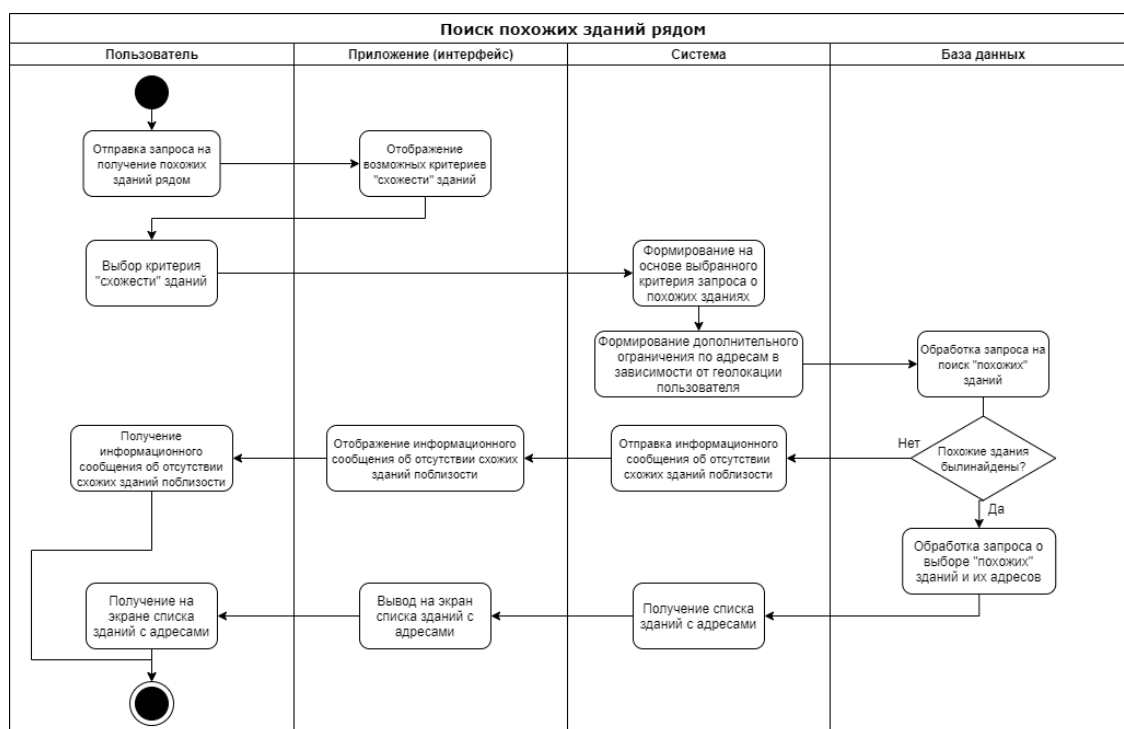 Поиск похожих зданий рядом
Пользователь
Приложение (интерфейс)
Система
База данных
Отправка запроса на
получение похожих
зданий рядом
Отображение
возможных критериев
"схожести" зданий
Выбор критерия
"схожести" зданий
Формирование на
основе выбранного
критерия запроса о
похожих зданиях
Формирование дополнительного
ограничения по адресам в
зависимости от геолокации
пользователя
Обработка запроса на
поиск "похожих"
зданий
Похожие здания
былинайдены?
Нет
Отправка информационного
сообщения об отсутствии
схожих зданий поблизости
Отображение информационного
сообщения об отсутствии схожих
зданий поблизости
Получение
информационного
сообщения об отсутствии
схожих зданий поблизости
Да
Обработка запроса о
выборе "похожих"
зданий и их адресов
Получение списка
зданий с адресами
Вывод на экран
списка зданий с
адресами
Получение на
экране списка
зданий с адресами